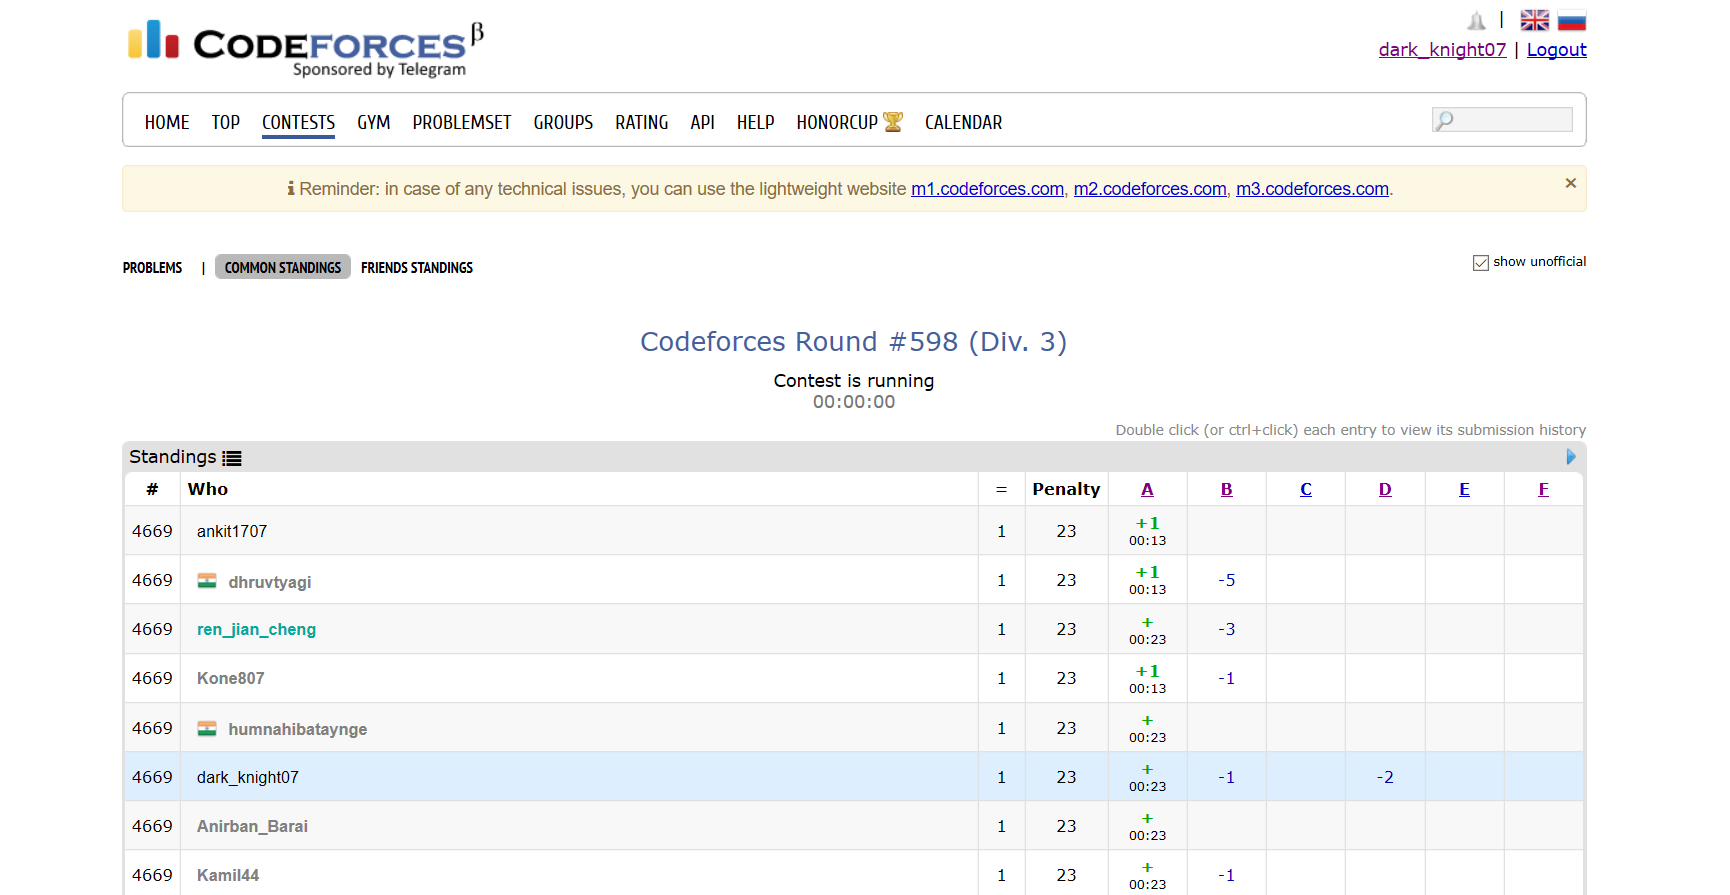 CODEFORCES β
Sponsored by Telegram
|
dark_knight07 | Logout
HOME TOP CONTESTS GYM PROBLEMSET GROUPS RATING API HELP HONORCUP CALENDAR
Reminder: in case of any technical issues, you can use the lightweight website m1.codeforces.com, m2.codeforces.com, m3.codeforces.com. ×
PROBLEMS | COMMON STANDINGS FRIENDS STANDINGS show unofficial
Codeforces Round #598 (Div. 3)
Contest is running
00:00:00
Double click (or ctrl+click) each entry to view its submission history
Standings
# Who = Penalty A B C D E F
4669 ankit1707 1 23 +1
00:13
4669 dhruvtyagi 1 23 +1 -5
00:13
4669 ren_jian_cheng 1 23 + -3
00:23
4669 Kone807 1 23 +1 -1
00:13
4669 humnahibataynge 1 23 +
00:23
4669 dark_knight07 1 23 + -1 -2
00:23
4669 Anirban_Barai 1 23 +
00:23
4669 Kamil44 1 23 + -1
00:23